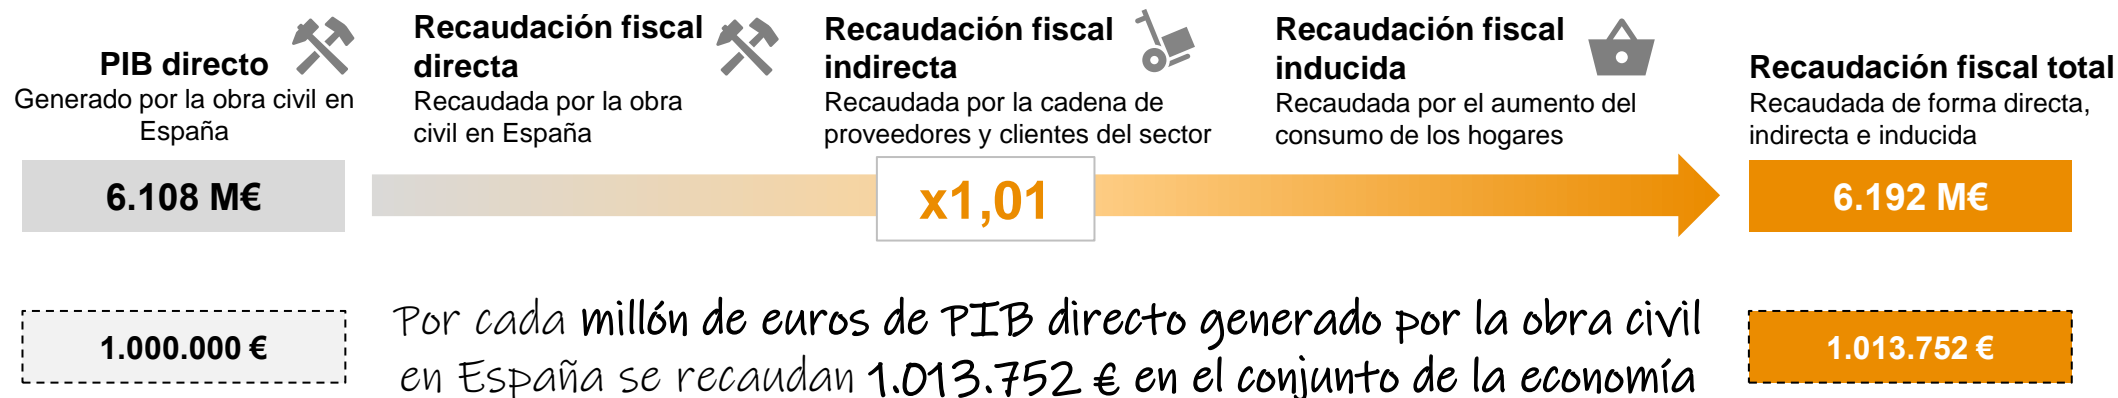 PIB directo
Generado por la obra civil en
España
6.108 M€
Recaudación fiscal
directa
Recaudada por la obra
civil en España
Recaudación fiscal
indirecta
Recaudada por la cadena de
proveedores y clientes del sector
Recaudación fiscal
inducida
Recaudada por el aumento del
consumo de los hogares
x1,01
Recaudación fiscal total
Recaudada de forma directa,
indirecta e inducida
6.192 M€
1.000.000 €
Por cada millón de euros de PIB directo generado por la obra civil
en España se recaudan 1.013.752 € en el conjunto de la economía
1.013.752 €